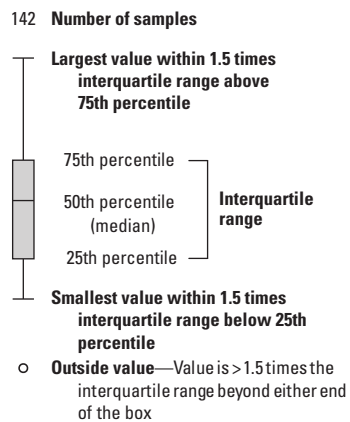 142 Number of samples
Largest value within 1.5 times
interquartile range above
75th percentile
75th percentile
50th percentile
(median)
Interquartile
range
25th percentile
Smallest value within 1.5 times
interquartile range below 25th
percentile
Outside value—Value is >1.5 times the
interquartile range beyond either end
of the box